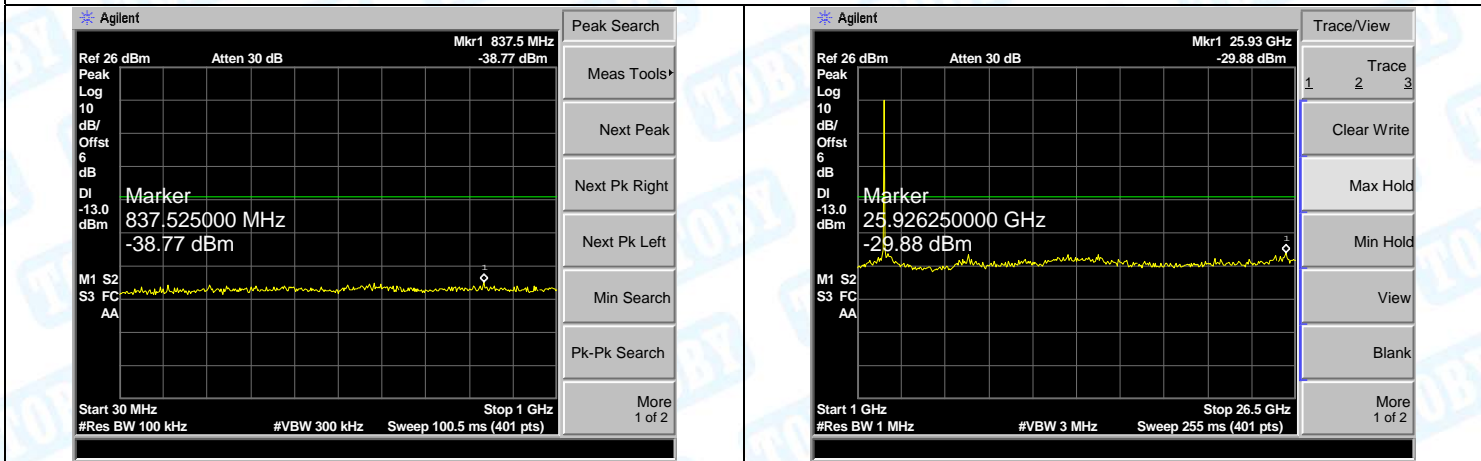 Agilent
Peak Search
Mkr1 837.5 MHz
Ref 26 dBm Atten 30 dB -38.77 dBm
Peak
Log
10
dB/
Offst
6
dB
DI
-13.0
dBm
Marker
837.525000 MHz
-38.77 dBm
1
M1 S2
S3 FC
AA
Start 30 MHz Stop 1 GHz
#Res BW 100 kHz #VBW 300 kHz Sweep 100.5 ms (401 pts)
Meas Tools
Next Peak
Next Pk Right
Next Pk Left
Min Search
Pk-Pk Search
More
1 of 2
Agilent
Trace/View
Mkr1 25.93 GHz
Ref 26 dBm Atten 30 dB -29.88 dBm
Peak
Log
10
dB/
Offst
6
dB
DI
-13.0
dBm
Marker
25.926250000 GHz
-29.88 dBm
1
M1 S2
S3 FC
AA
Start 1 GHz Stop 26.5 GHz
#Res BW 1 MHz #VBW 3 MHz Sweep 255 ms (401 pts)
Trace
1 2 3
Clear Write
Max Hold
Min Hold
View
Blank
More
1 of 2
TOBY